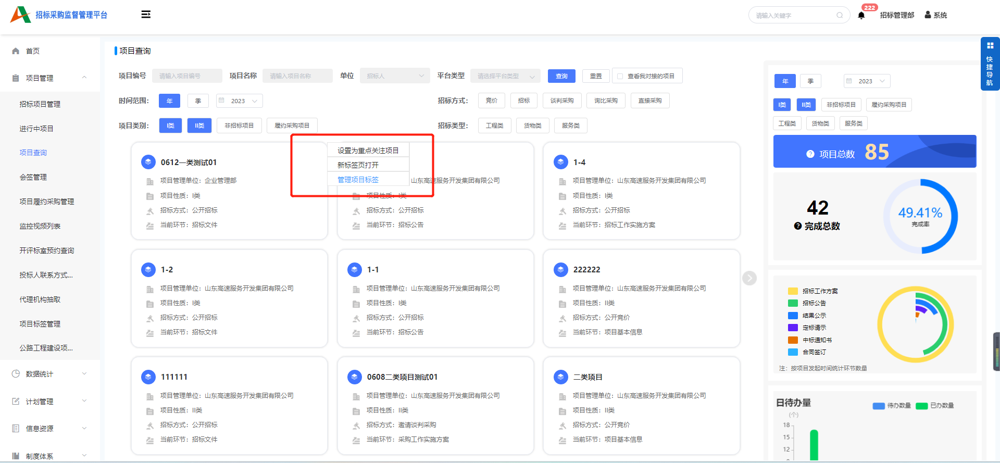 招标采购监督管理平台
请输入关键字
222
招标管理部
系统
首页
项目管理
招标项目管理
进行中项目
项目查询
会签管理
项目履约采购管理
监控视频列表
开评标室预约查询
投标人联系方式...
代理机构抽取
项目标签管理
公路工程建设项...
数据统计
计划管理
信息资源
制度体系
项目查询
项目编号 请输入项目编号 项目名称 请输入项目名称 单位 招标人 平台类型 请选择平台类型 查询 重置 查看我对接的项目
时间范围： 年 季 2023 招标方式： 竞价 招标 谈判采购 询比采购 直接采购
项目类别： I类 II类 非招标项目 履约采购项目 招标类型： 工程类 货物类 服务类
0612一类测试01
项目管理单位：企业管理部
项目性质：I类
招标方式：公开招标
当前环节：招标文件
设置为重点关注项目
新标签页打开
管理项目标签
山东高速服务开发集团有限公司
项目性质：I类
招标方式：公开招标
当前环节：招标公告
1-4
项目管理单位：山东高速服务开发集团有限公司
项目性质：I类
招标方式：公开招标
当前环节：招标工作实施方案
1-2
项目管理单位：山东高速服务开发集团有限公司
项目性质：I类
招标方式：公开招标
当前环节：招标文件
1-1
项目管理单位：山东高速服务开发集团有限公司
项目性质：I类
招标方式：公开招标
当前环节：招标公告
222222
项目管理单位：山东高速服务开发集团有限公司
项目性质：II类
招标方式：公开竞价
当前环节：项目基本信息
111111
项目管理单位：山东高速服务开发集团有限公司
项目性质：II类
招标方式：公开招标
当前环节：招标文件
0608二类项目测试01
项目管理单位：山东高速服务开发集团有限公司
项目性质：II类
招标方式：邀请谈判采购
当前环节：采购工作实施方案
二类项目
项目管理单位：山东高速服务开发集团有限公司
项目性质：II类
招标方式：公开竞价
当前环节：项目基本信息
快捷导航
年 季 2023
I类 II类 非招标项目 履约采购项目
工程类 货物类 服务类
项目总数 85
42
完成总数
49.41%
完成率
招标工作方案
招标公告
结果公示
定标请示
中标通知书
合同签订
注：按项目发起时间统计环节数量
日待办量
待办数量 已办数量
(个)
18
15
12